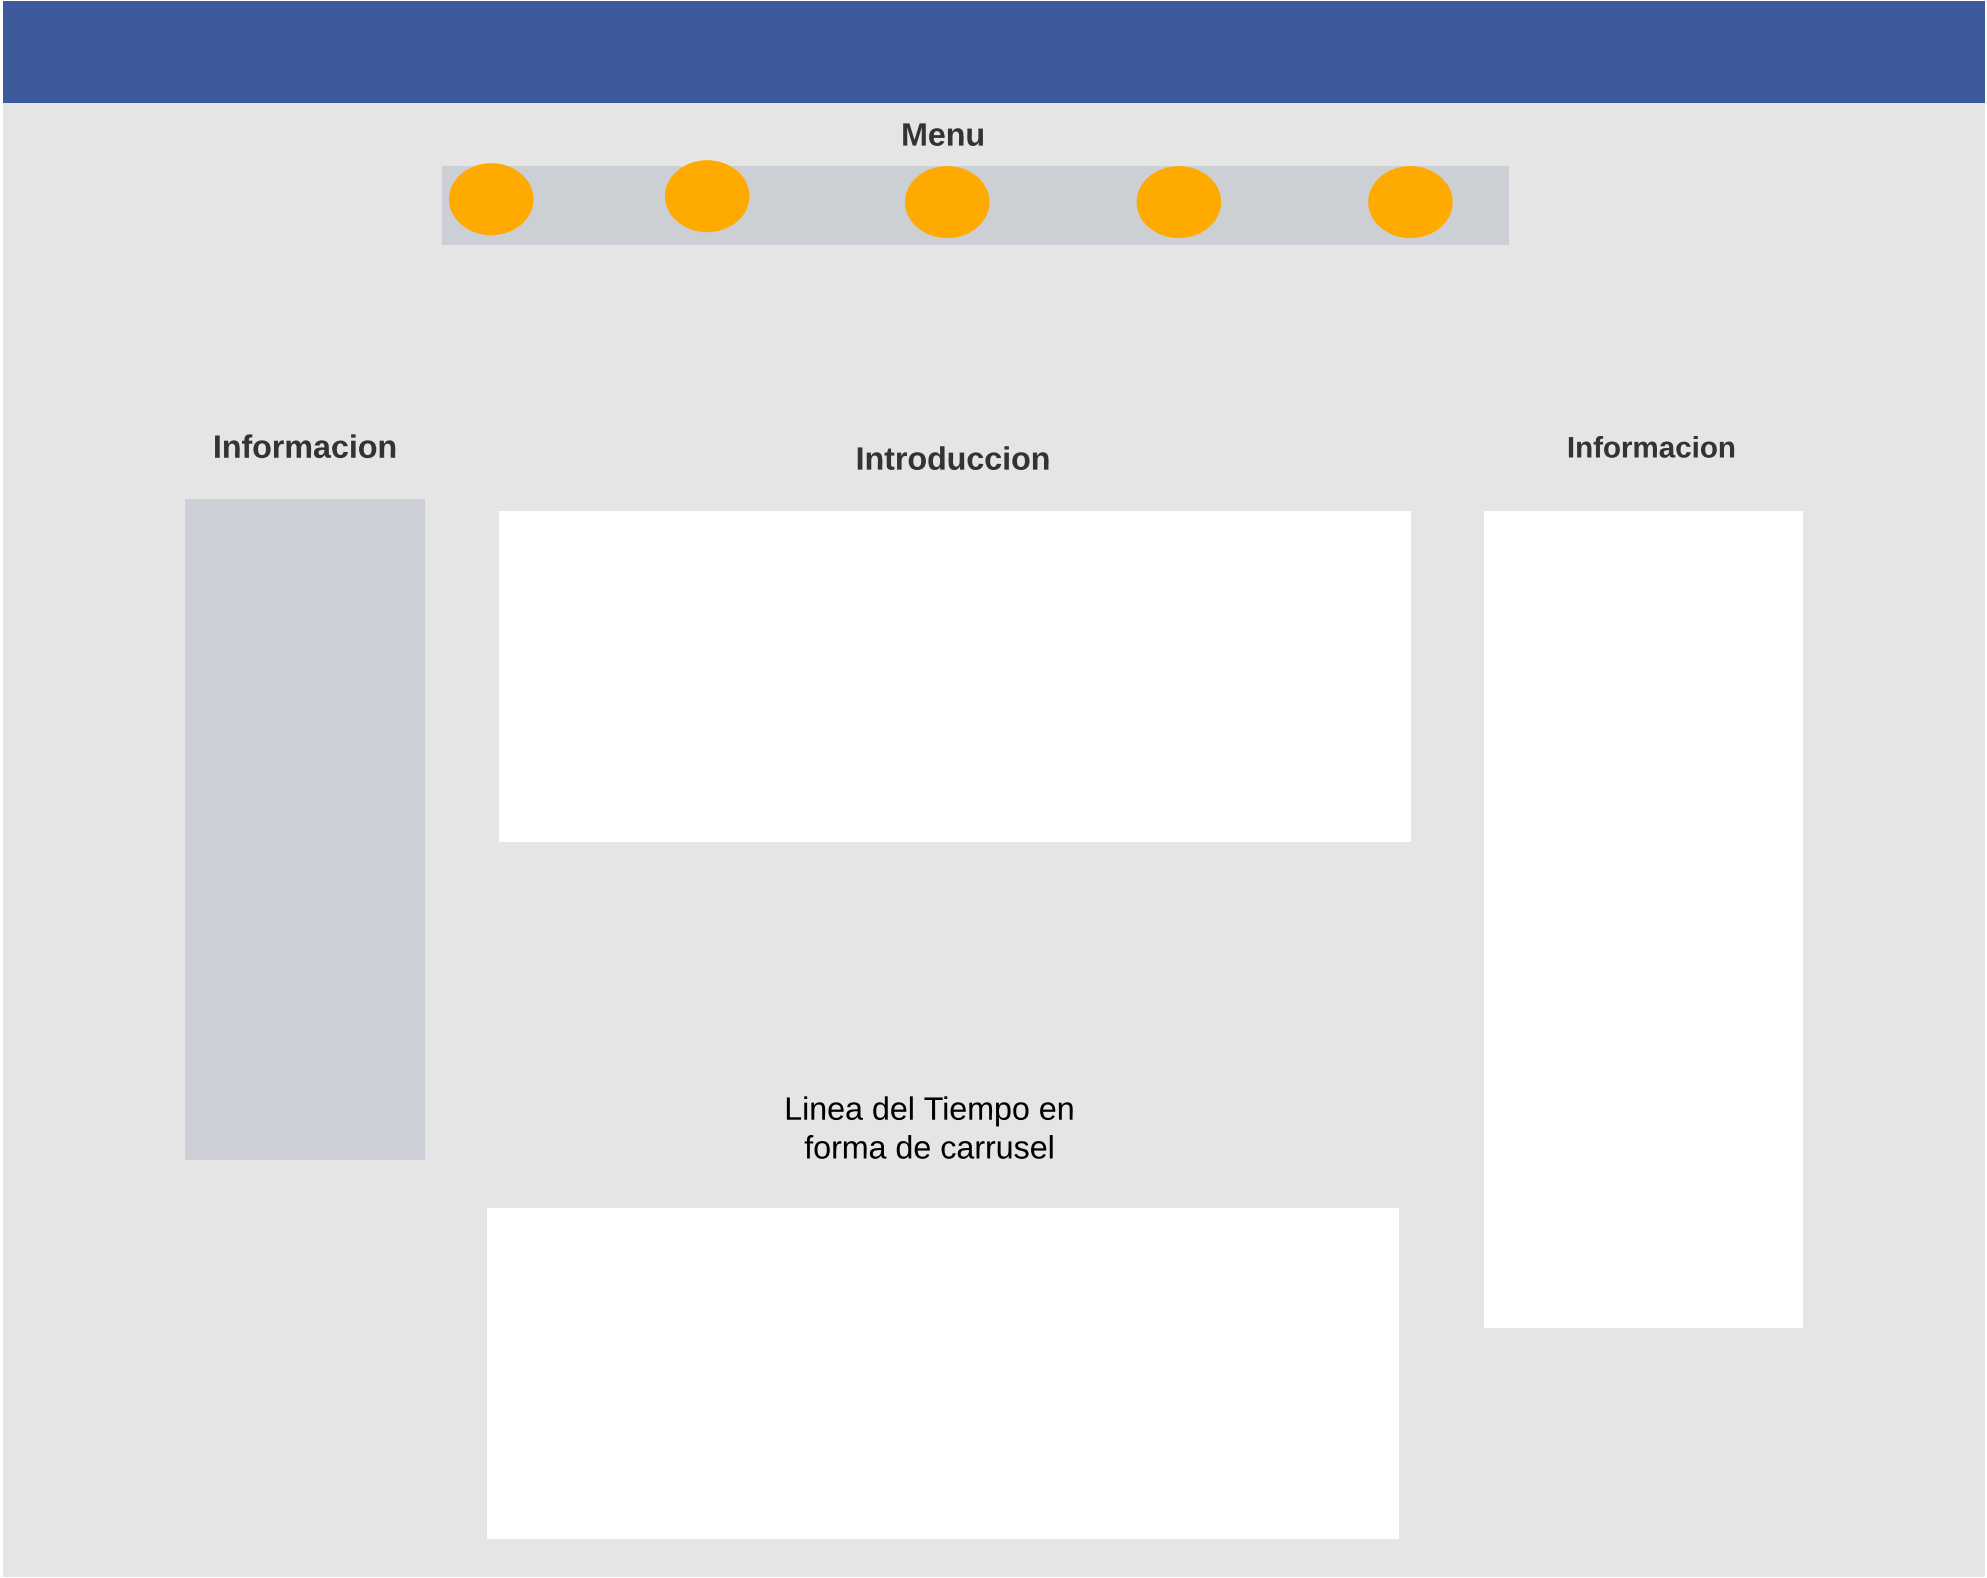 Menu
Informacion
Introduccion
Informacion
Linea del Tiempo en
forma de carrusel